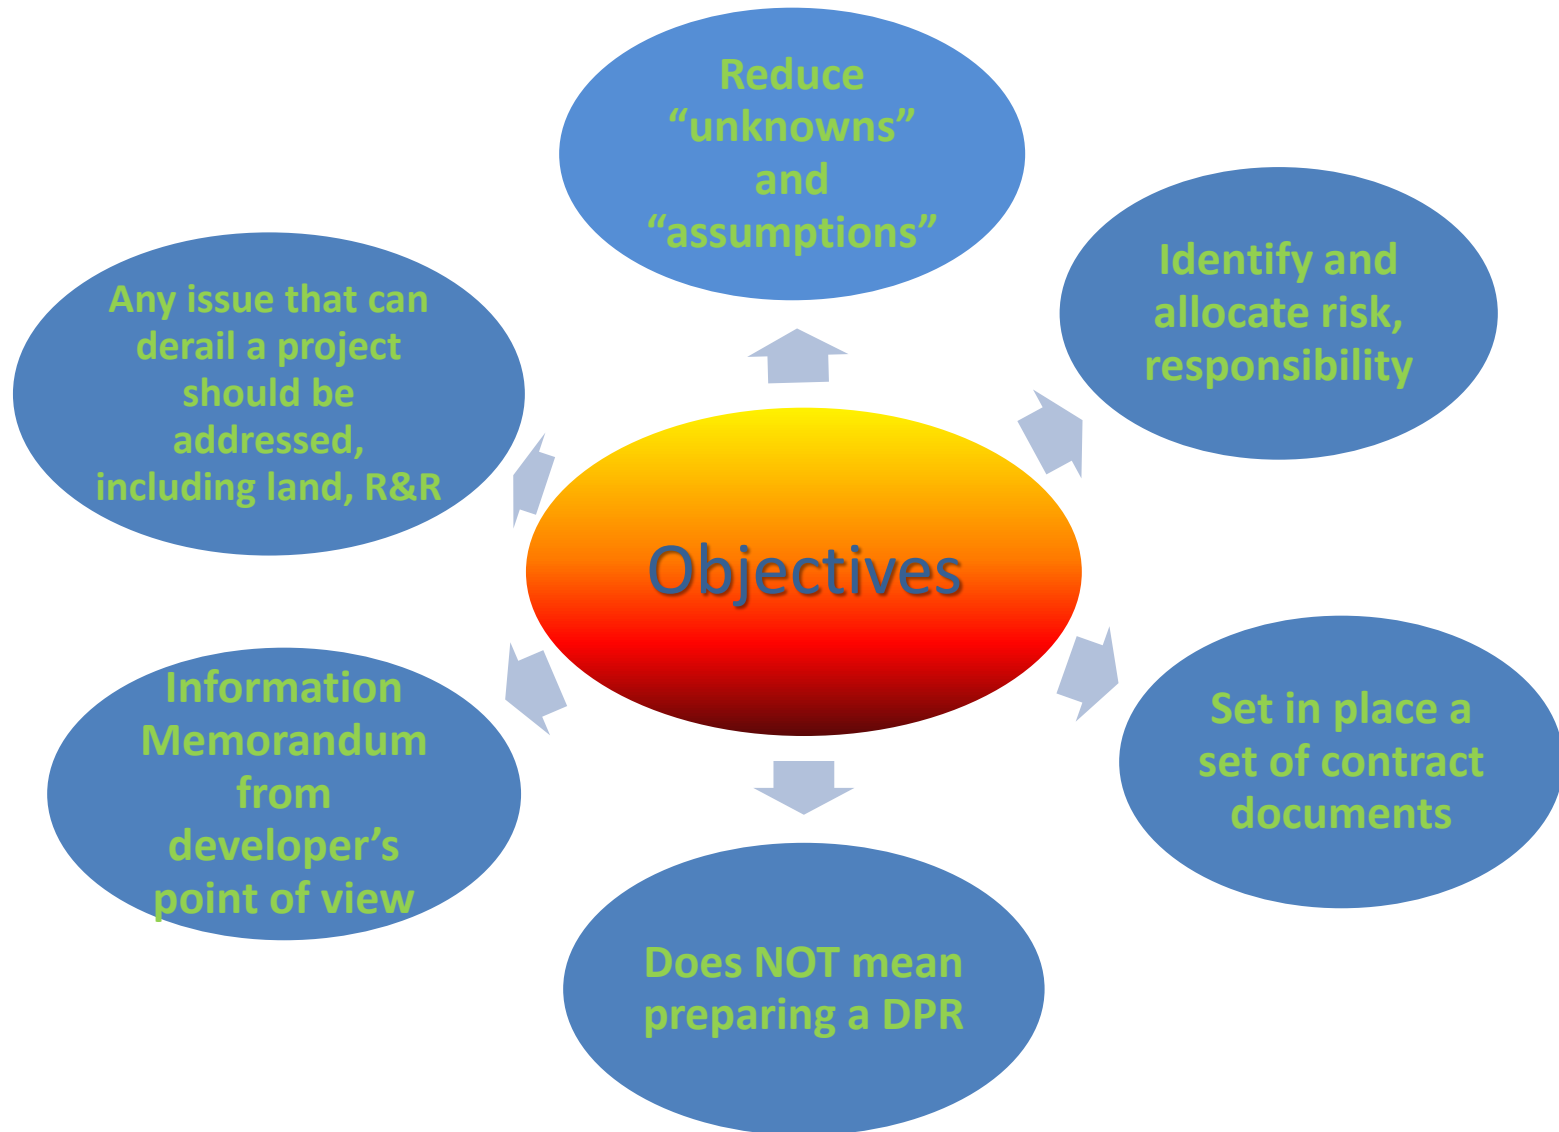 Reduce
“unknowns”
and
“assumptions”
Identify and
allocate risk,
responsibility
Set in place a
set of contract
documents
Does NOT mean
preparing a DPR
Information
Memorandum
from
developer’s
point of view
Any issue that can
derail a project
should be
addressed,
including land, R&R
Objectives